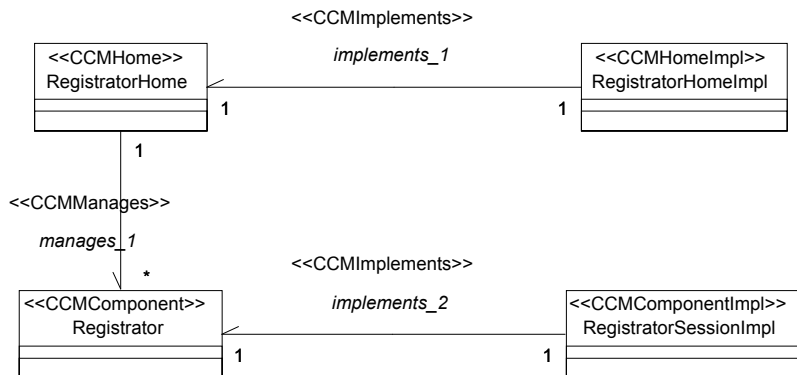 <<CCMImplements>>
<<CCMHome>>
RegistratorHome
implements_1
<<CCMHomeImpl>>
RegistratorHomeImpl
1
1
1
<<CCMManages>>
manages_1
*
<<CCMImplements>>
<<CCMComponent>>
Registrator
implements_2
<<CCMComponentImpl>>
RegistratorSessionImpl
1
1